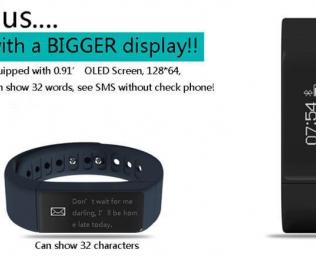 us....
with a BIGGER display!!
quipped with 0.91' OLED Screen, 128*64,
n show 32 words, see SMS without check phone!
07:54
Don't wait for me
darling, I'll be hom
e late today.
Can show 32 characters